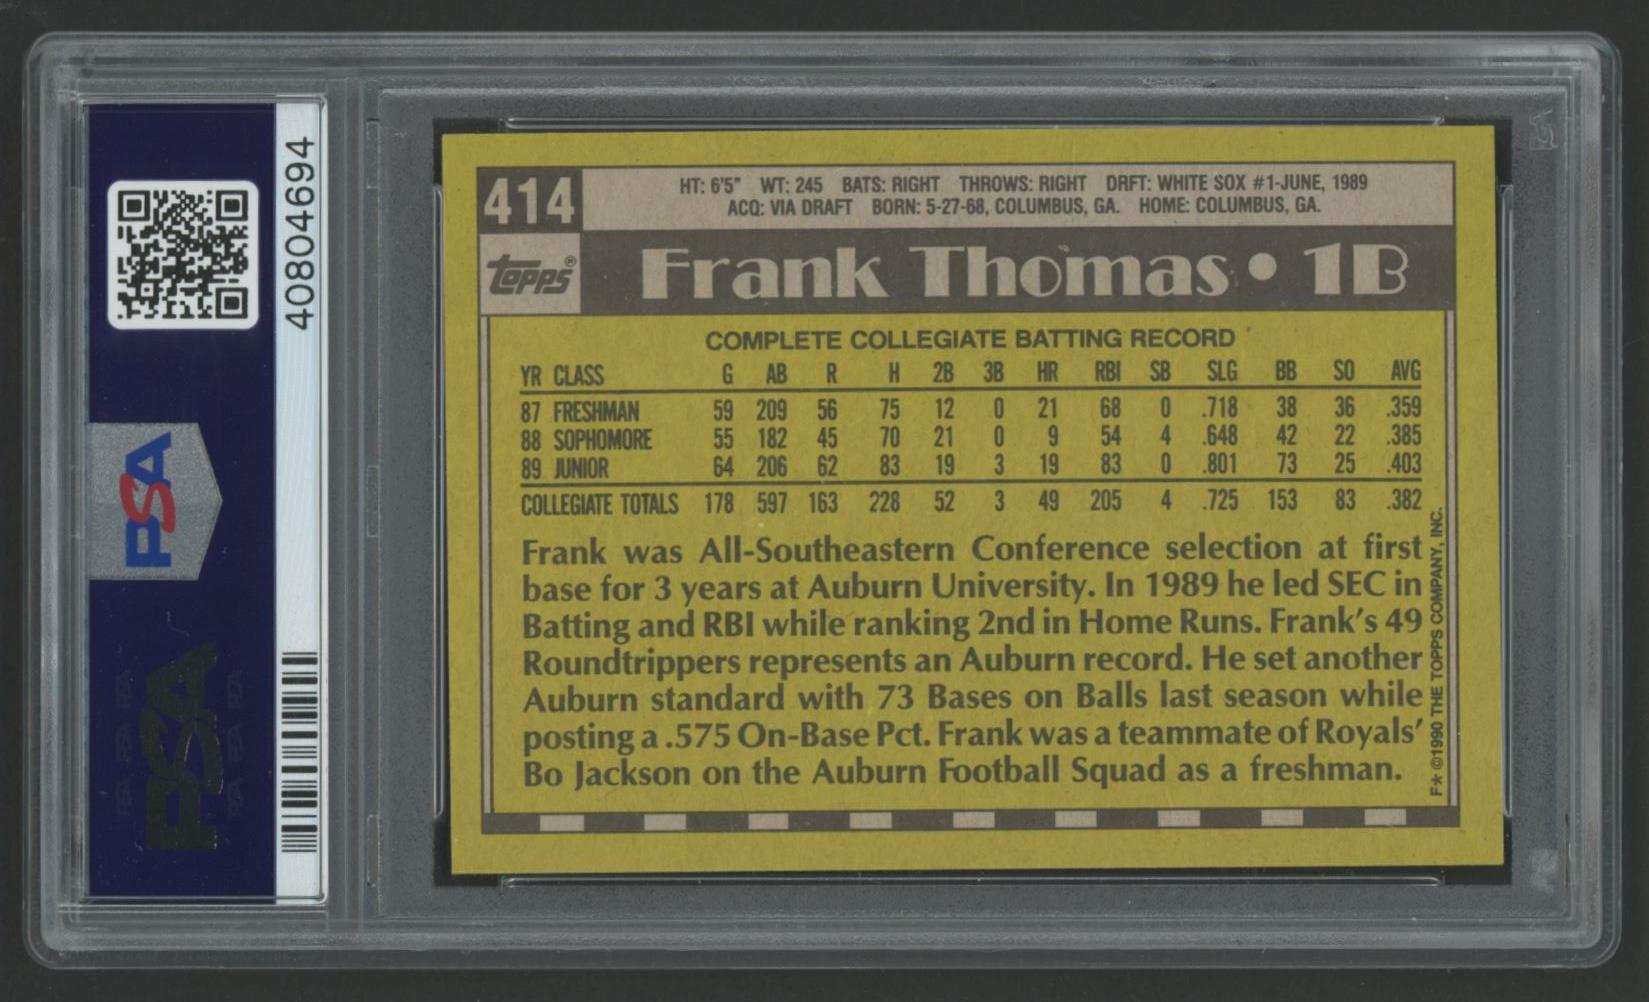 40804694
PSA
PSA
414
HT: 6'5" WT: 245 BATS: RIGHT THROWS: RIGHT DRFT: WHITE SOX #1-JUNE, 1989
ACQ: VIA DRAFT BORN: 5-27-68, COLUMBUS, GA. HOME: COLUMBUS, GA.
topps®
Frank Thomas • 1B
COMPLETE COLLEGIATE BATTING RECORD
YR CLASS G AB R H 2B 3B HR RBI SB SLG BB SO AVG
87 FRESHMAN 59 209 56 75 12 0 21 68 0 .718 38 36 .359
88 SOPHOMORE 55 182 45 70 21 0 9 54 4 .648 42 22 .385
89 JUNIOR 64 206 62 83 19 3 19 83 0 .801 73 25 .403
COLLEGIATE TOTALS 178 597 163 228 52 3 49 205 4 .725 153 83 .382
Frank was All-Southeastern Conference selection at first
base for 3 years at Auburn University. In 1989 he led SEC in
Batting and RBI while ranking 2nd in Home Runs. Frank's 49
Roundtrippers represents an Auburn record. He set another
Auburn standard with 73 Bases on Balls last season while
posting a .575 On-Base Pct. Frank was a teammate of Royals'
Bo Jackson on the Auburn Football Squad as a freshman.
F* ©1990 THE TOPPS COMPANY, INC.